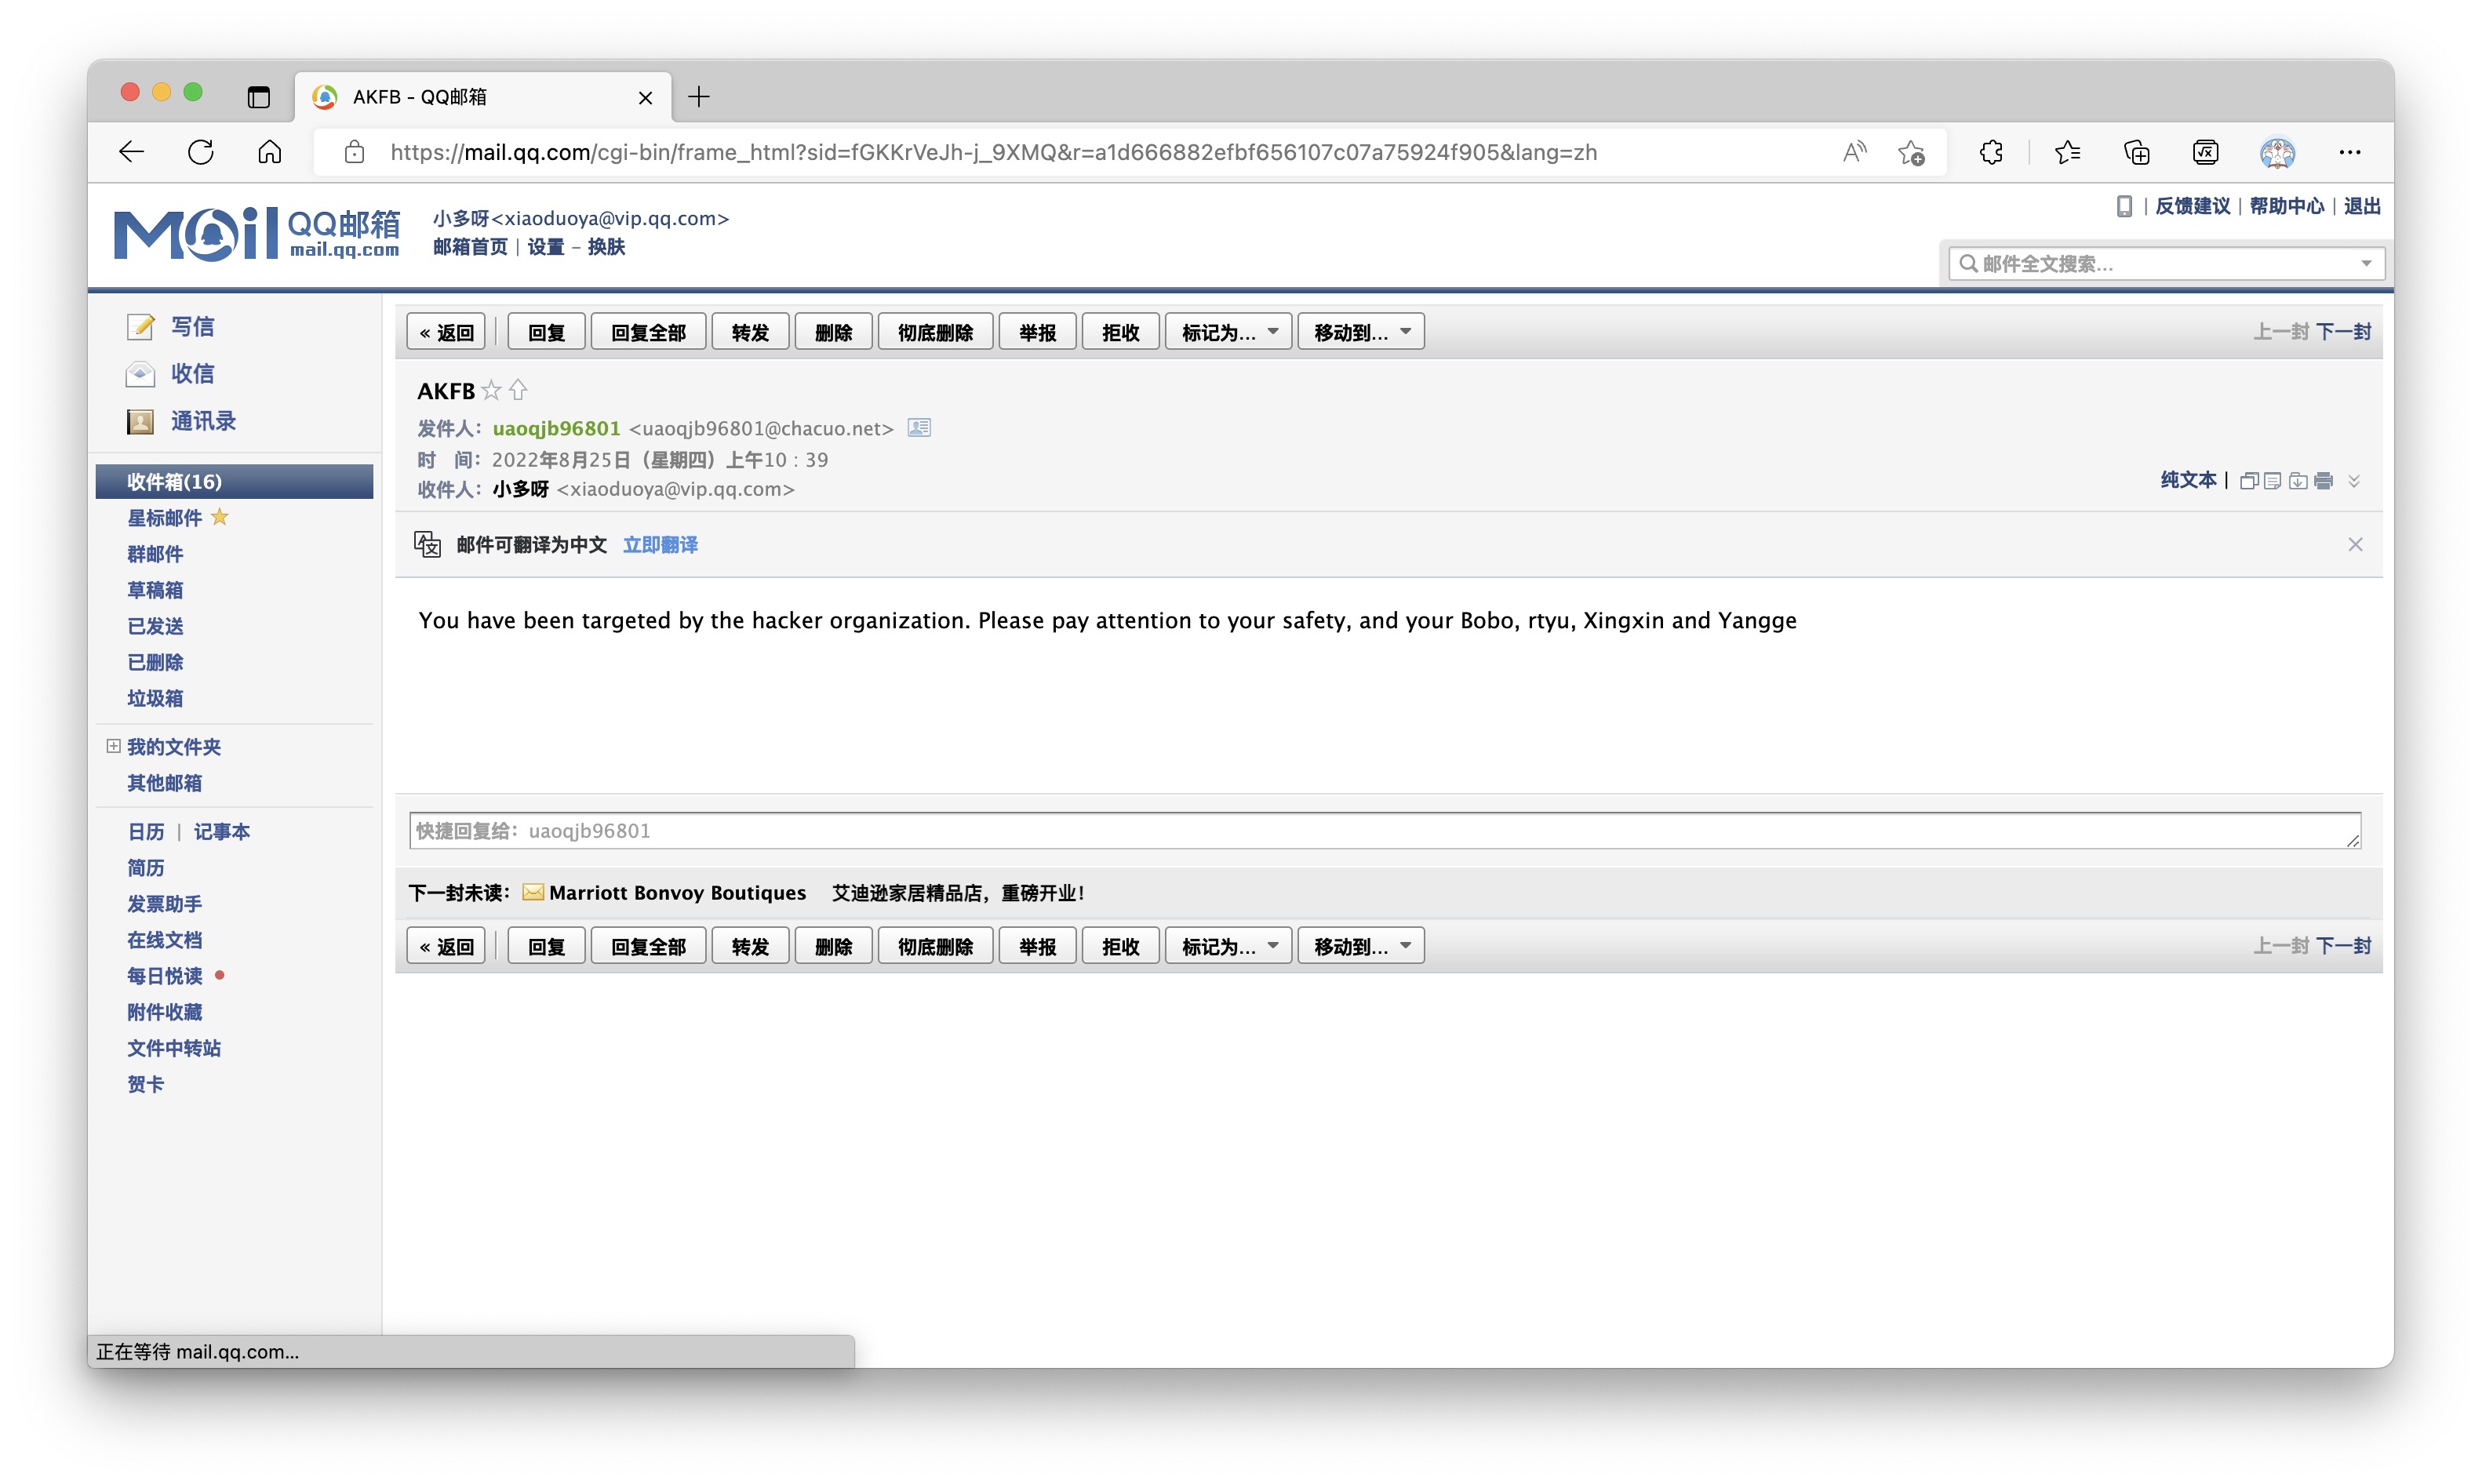 AKFB - QQ邮箱
https://mail.qq.com/cgi-bin/frame_html?sid=fGKKrVeJh-j_9XMQ&r=a1d666882efbf656107c07a75924f905&lang=zh
Mail QQ邮箱
mail.qq.com
小多呀<xiaoduoya@vip.qq.com>
邮箱首页 | 设置 - 换肤
| 反馈建议 | 帮助中心 | 退出
邮件全文搜索...
写信
收信
通讯录
收件箱(16)
星标邮件
群邮件
草稿箱
已发送
已删除
垃圾箱
我的文件夹
其他邮箱
日历 | 记事本
简历
发票助手
在线文档
每日悦读
附件收藏
文件中转站
贺卡
« 返回 回复 回复全部 转发 删除 彻底删除 举报 拒收 标记为... 移动到... 上一封 下一封
AKFB
发件人：uaoqjb96801 <uaoqjb96801@chacuo.net>
时 间：2022年8月25日（星期四）上午10：39
收件人：小多呀 <xiaoduoya@vip.qq.com>
纯文本 |
邮件可翻译为中文 立即翻译
You have been targeted by the hacker organization. Please pay attention to your safety, and your Bobo, rtyu, Xingxin and Yangge
快捷回复给：uaoqjb96801
下一封未读： Marriott Bonvoy Boutiques 艾迪逊家居精品店，重磅开业！
« 返回 回复 回复全部 转发 删除 彻底删除 举报 拒收 标记为... 移动到... 上一封 下一封
正在等待 mail.qq.com...